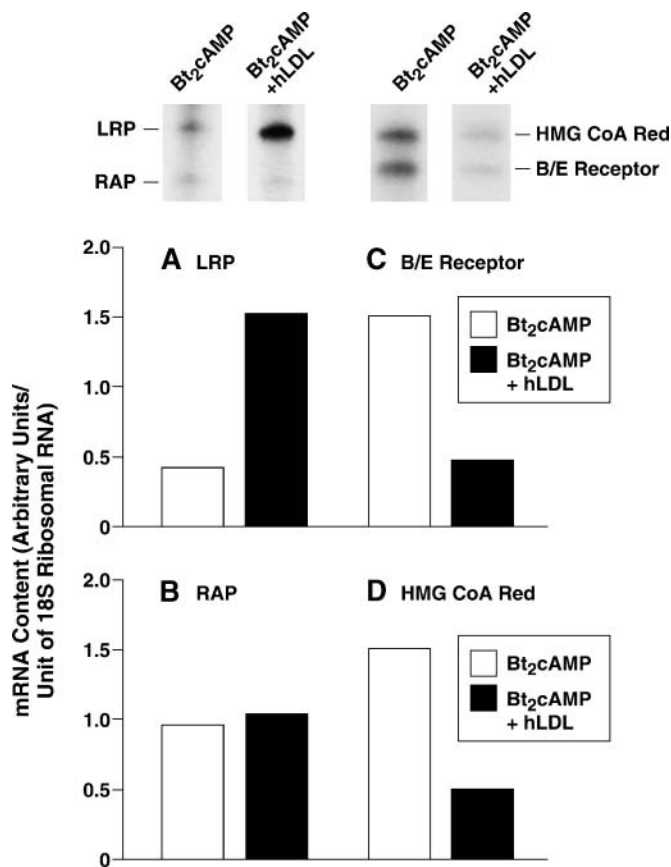 Bt₂cAMP
Bt₂cAMP
+hLDL
Bt₂cAMP
Bt₂cAMP
+hLDL
LRP
RAP
HMG CoA Red
B/E Receptor
mRNA Content (Arbitrary Units/
Unit of 18S Ribosomal RNA)
2.0
1.5
1.0
0.5
0
A LRP
C B/E Receptor
Bt₂cAMP
Bt₂cAMP
+ hLDL
2.0
1.5
1.0
0.5
0
B RAP
D HMG CoA Red
Bt₂cAMP
Bt₂cAMP
+ hLDL